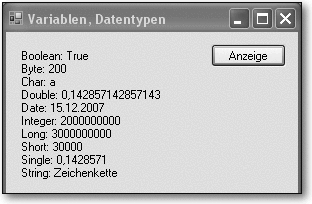 Variablen, Datentypen
Anzeige
Boolean: True
Byte: 200
Char: a
Double: 0,142857142857143
Date: 15.12.2007
Integer: 2000000000
Long: 3000000000
Short: 30000
Single: 0,1428571
String: Zeichenkette